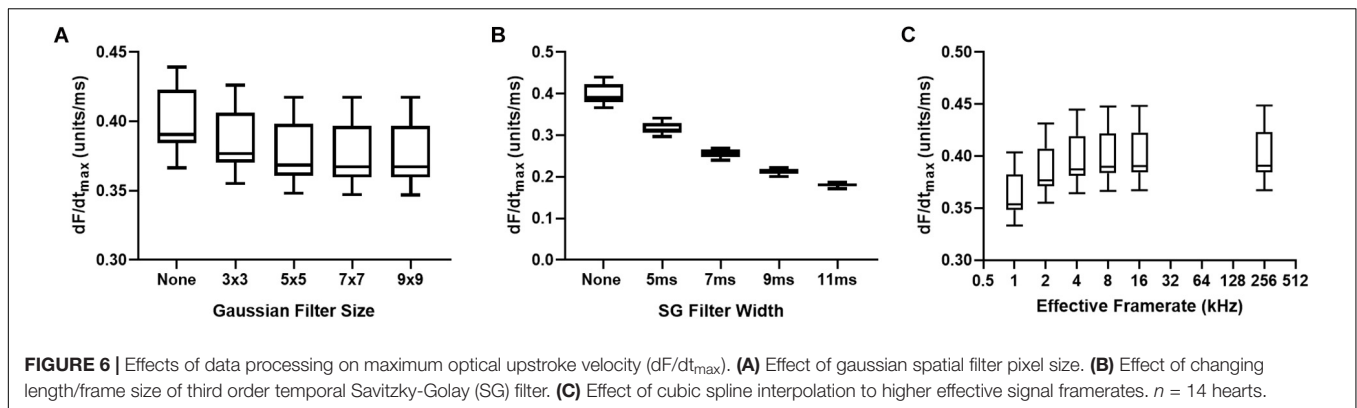 A
0.45
0.40
0.35
0.30
dF/dtmax (units/ms)
None 3x3 5x5 7x7 9x9
Gaussian Filter Size
B
0.5
0.4
0.3
0.2
0.1
0.0
dF/dtmax (units/ms)
None 5ms 7ms 9ms 11ms
SG Filter Width
C
0.50
0.45
0.40
0.35
0.30
dF/dtmax (units/ms)
0.5 1 2 4 8 16 32 64 128 256 512
Effective Framerate (kHz)
FIGURE 6 | Effects of data processing on maximum optical upstroke velocity (dF/dtmax). (A) Effect of gaussian spatial filter pixel size. (B) Effect of changing
length/frame size of third order temporal Savitzky-Golay (SG) filter. (C) Effect of cubic spline interpolation to higher effective signal framerates. n = 14 hearts.